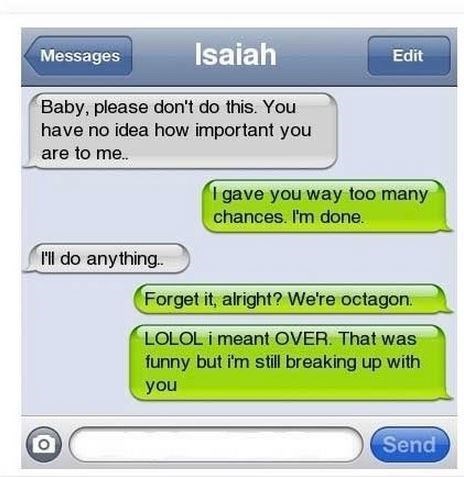 Messages
Isaiah
Edit
Baby, please don't do this. You
have no idea how important you
are to me..
I gave you way too many
chances. I'm done.
I'll do anything..
Forget it, alright? We're octagon.
LOLOL i meant OVER. That was
funny but i'm still breaking up with
you
Send